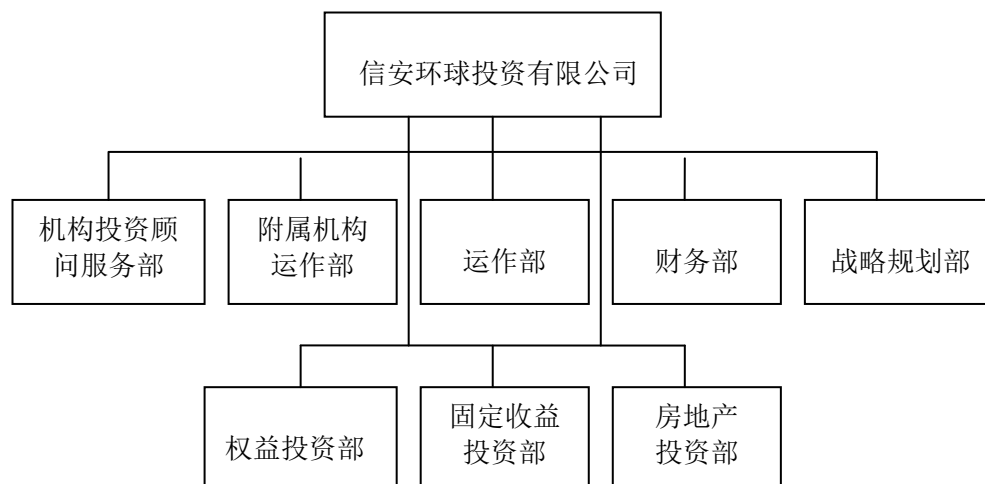 信安环球投资有限公司
机构投资顾
问服务部
附属机构
运作部
运作部
财务部
战略规划部
权益投资部
固定收益
投资部
房地产
投资部